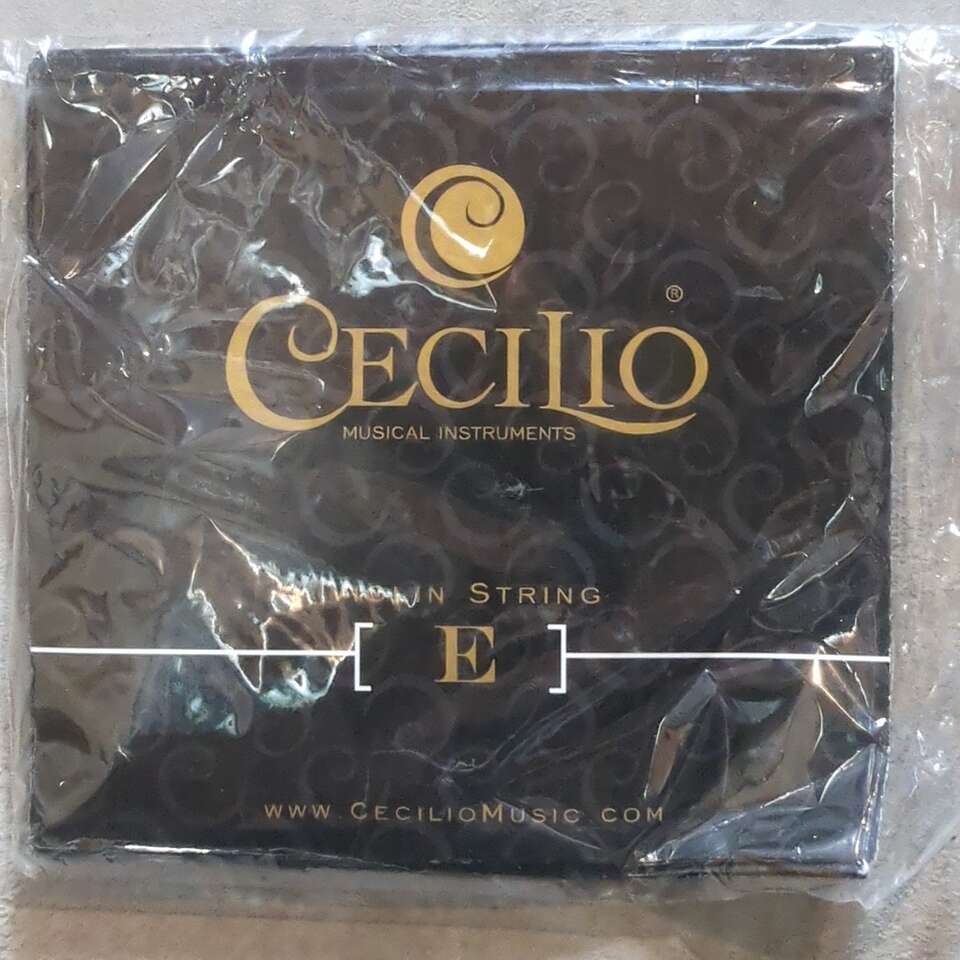 CECILIO ®
MUSICAL INSTRUMENTS
STRING
[ E ]
WWW CECILIOMUSIC COM